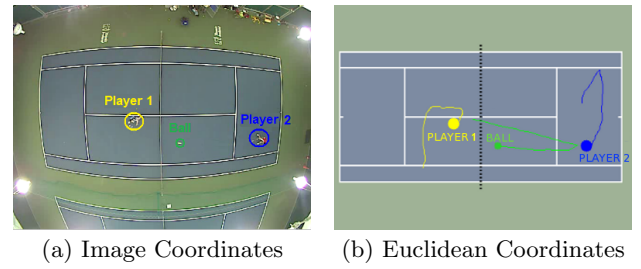 Player 1
Player 2
Ball
PLAYER 1
BALL
PLAYER 2
(a) Image Coordinates
(b) Euclidean Coordinates